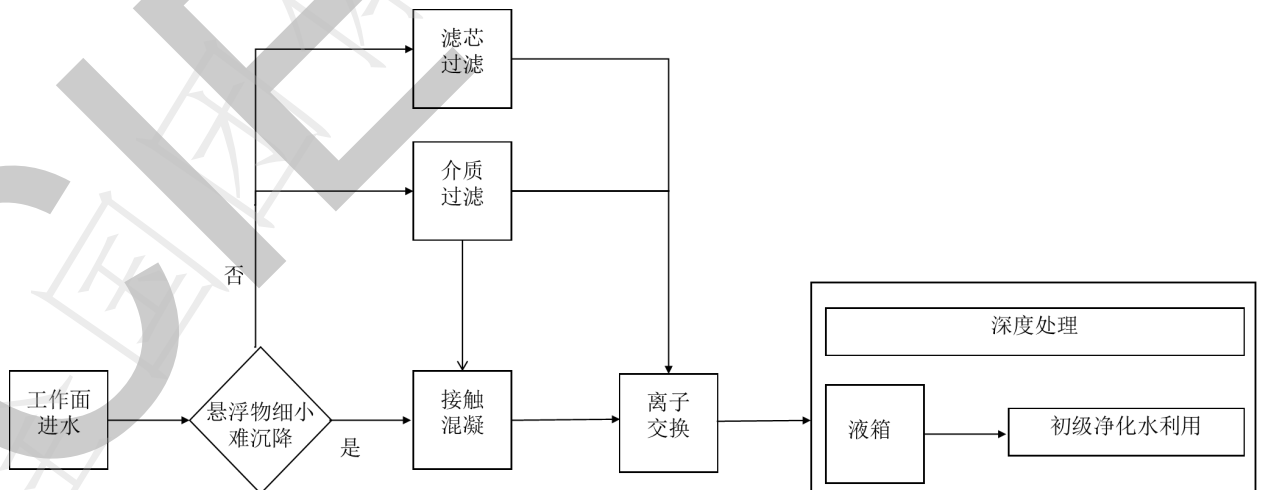 滤芯
过滤
介质
过滤
否
深度处理
工作面
进水
悬浮物细小
难沉降
是
接触
混凝
离子
交换
液箱
初级净化水利用